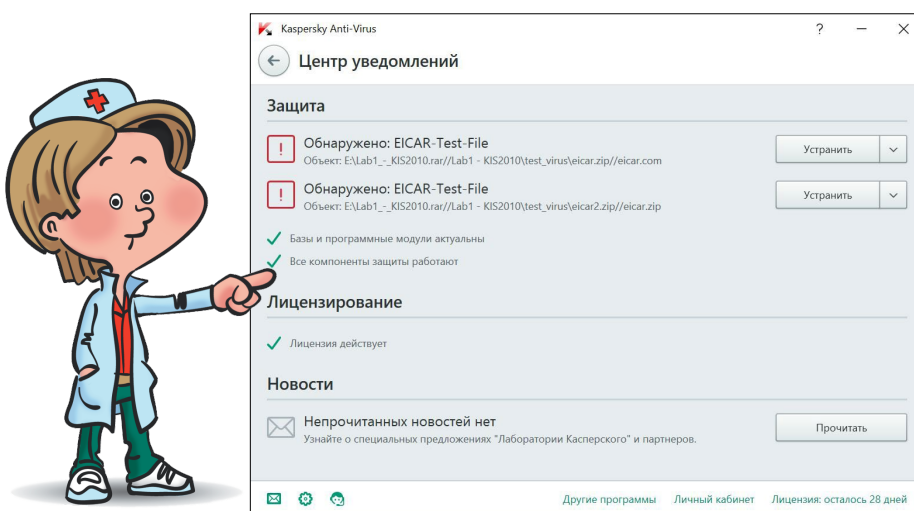 Kaspersky Anti-Virus
Центр уведомлений
Защита
Обнаружено: EICAR-Test-File
Объект: E:\Lab1_-_KIS2010.rar//Lab1 - KIS2010\test_virus\eicar.zip//eicar.com
Устранить
Обнаружено: EICAR-Test-File
Объект: E:\Lab1_-_KIS2010.rar//Lab1 - KIS2010\test_virus\eicar2.zip//eicar.zip
Устранить
Базы и программные модули актуальны
Все компоненты защиты работают
Лицензирование
Лицензия действует
Новости
Непрочитанных новостей нет
Узнайте о специальных предложениях "Лаборатории Касперского" и партнеров.
Прочитать
Другие программы Личный кабинет Лицензия: осталось 28 дней